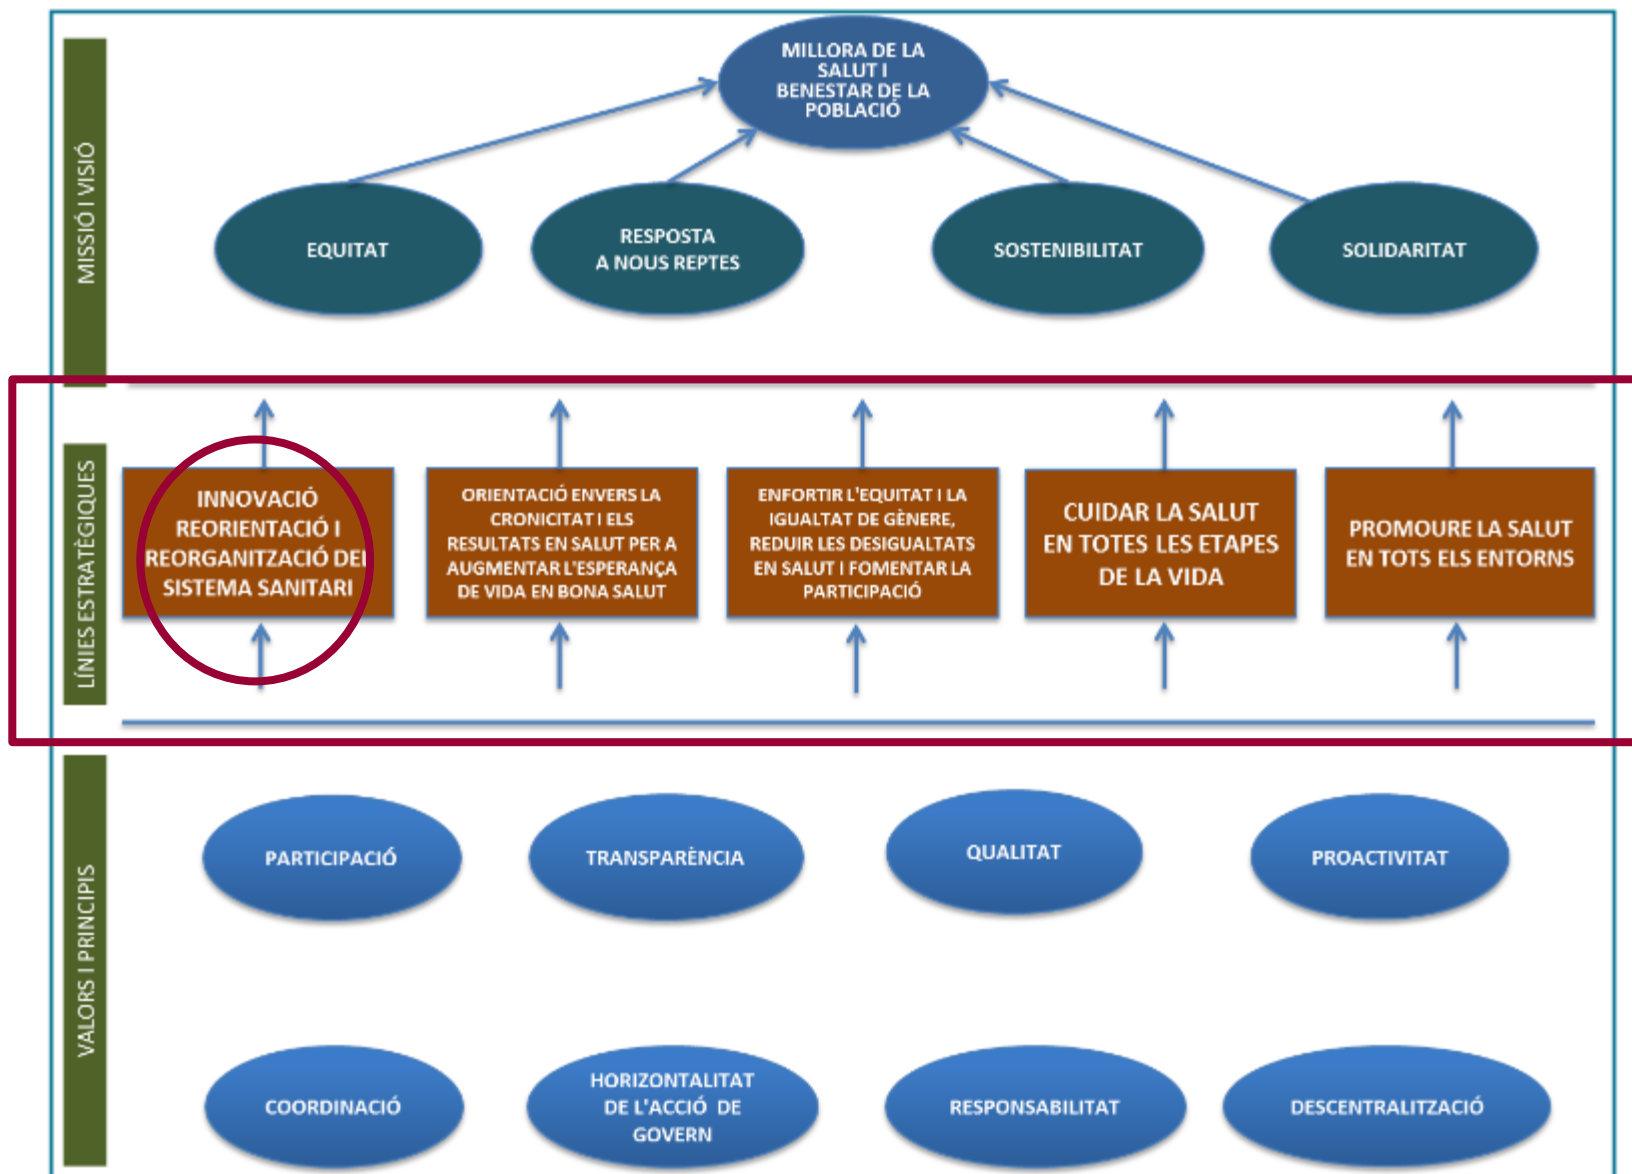 MISSIÓ I VISIÓ
MILLORA DE LA
SALUT I
BENESTAR DE LA
POBLACIÓ
EQUITAT
RESPOSTA
A NOUS REPTES
SOSTENIBILITAT
SOLIDARITAT
LÍNIES ESTRATÈGIQUES
INNOVACIÓ
REORIENTACIÓ I
REORGANITZACIÓ DEL
SISTEMA SANITARI
ORIENTACIÓ ENVERS LA
CRONICITAT I ELS
RESULTATS EN SALUT PER A
AUGMENTAR L'ESPERANÇA
DE VIDA EN BONA SALUT
ENFORTIR L'EQUITAT I LA
IGUALTAT DE GÈNERE,
REDUIR LES DESIGUALTATS
EN SALUT I FOMENTAR LA
PARTICIPACIÓ
CUIDAR LA SALUT
EN TOTES LES ETAPES
DE LA VIDA
PROMOURE LA SALUT
EN TOTS ELS ENTORNS
VALORS I PRINCIPIS
PARTICIPACIÓ
TRANSPARÈNCIA
QUALITAT
PROACTIVITAT
COORDINACIÓ
HORIZONTALITAT
DE L'ACCIÓ DE
GOVERN
RESPONSABILITAT
DESCENTRALITZACIÓ